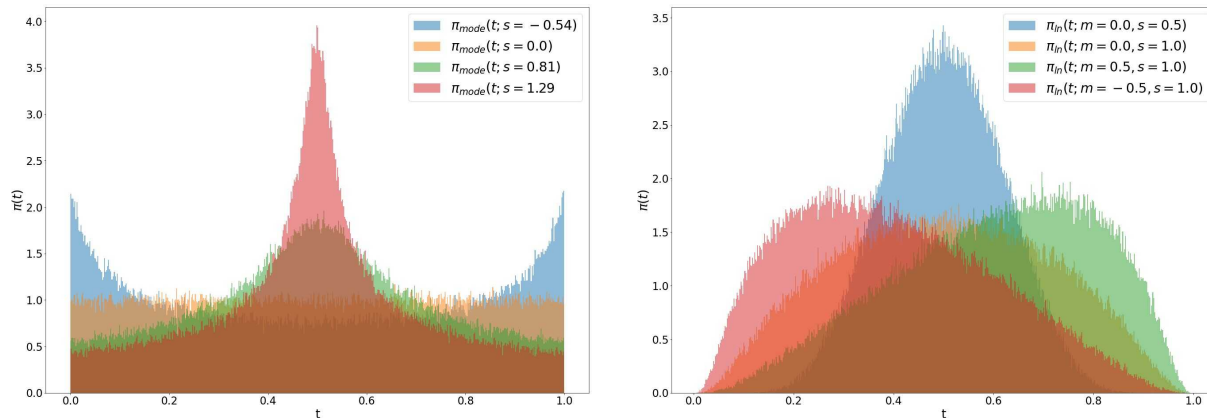 4.0
3.5
3.0
2.5
2.0
1.5
1.0
0.5
0.0
π(t)
0.0 0.2 0.4 0.6 0.8 1.0
t
π_mode(t; s = − 0.54)
π_mode(t; s = 0.0)
π_mode(t; s = 0.81)
π_mode(t; s = 1.29
3.5
3.0
2.5
2.0
1.5
1.0
0.5
0.0
π(t)
0.0 0.2 0.4 0.6 0.8 1.0
t
π_ln(t; m = 0.0, s = 0.5)
π_ln(t; m = 0.0, s = 1.0)
π_ln(t; m = 0.5, s = 1.0)
π_ln(t; m = − 0.5, s = 1.0)